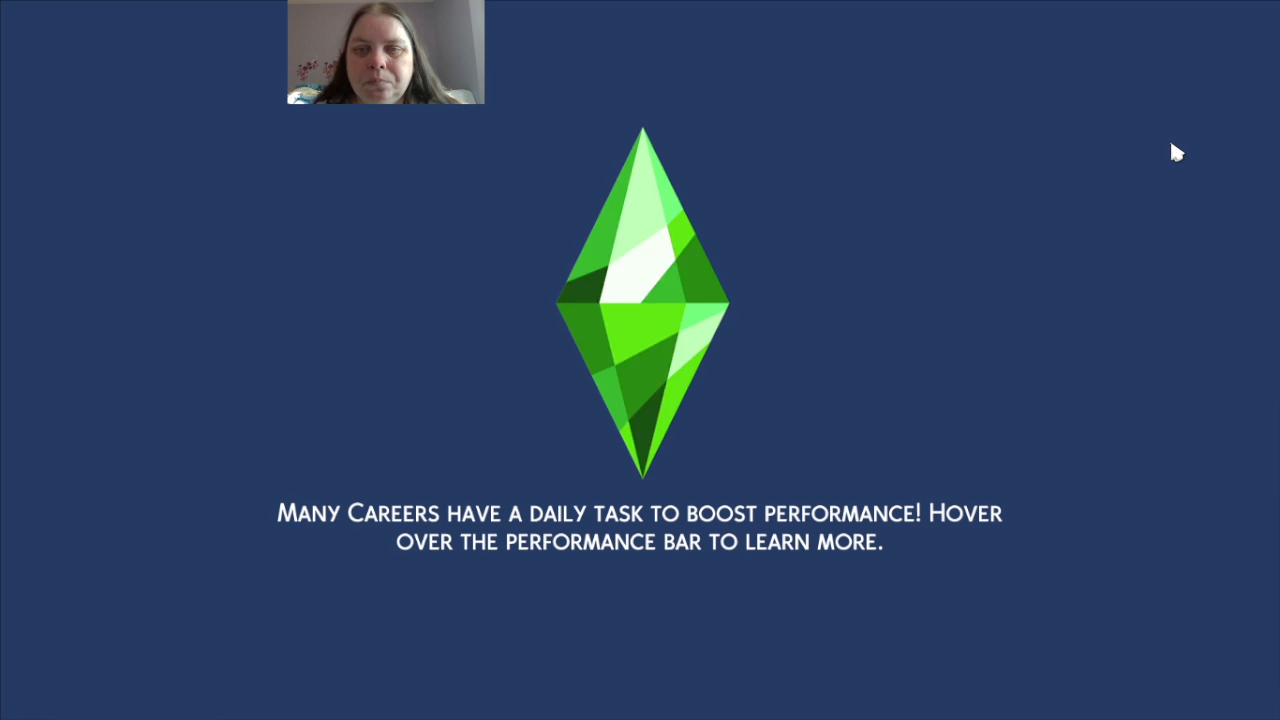 Many Careers have a daily task to boost performance! Hover
over the performance bar to learn more.